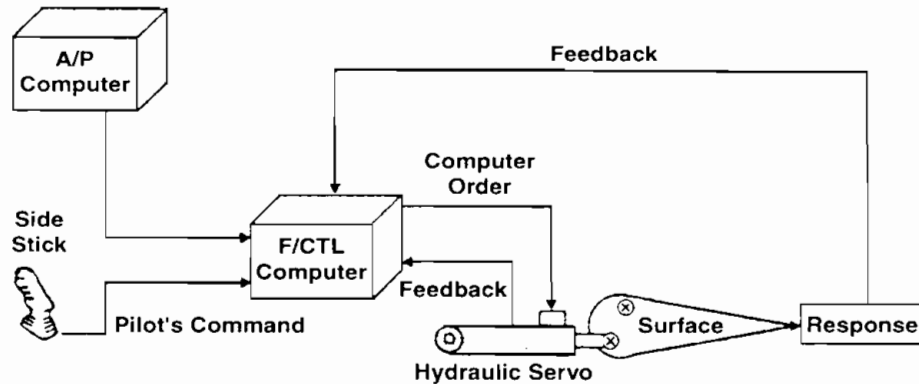 A/P
Computer
Feedback
Computer
Order
Side
Stick
F/CTL
Computer
Feedback
Pilot's Command
Surface
Response
Hydraulic Servo